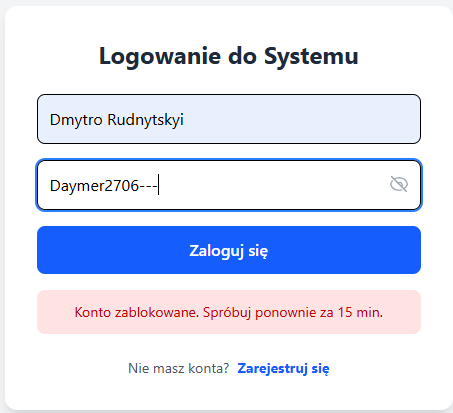 Logowanie do Systemu
Dmytro Rudnytskyi
Daymer2706---
Zaloguj się
Konto zablokowane. Spróbuj ponownie za 15 min.
Nie masz konta? Zarejestruj się